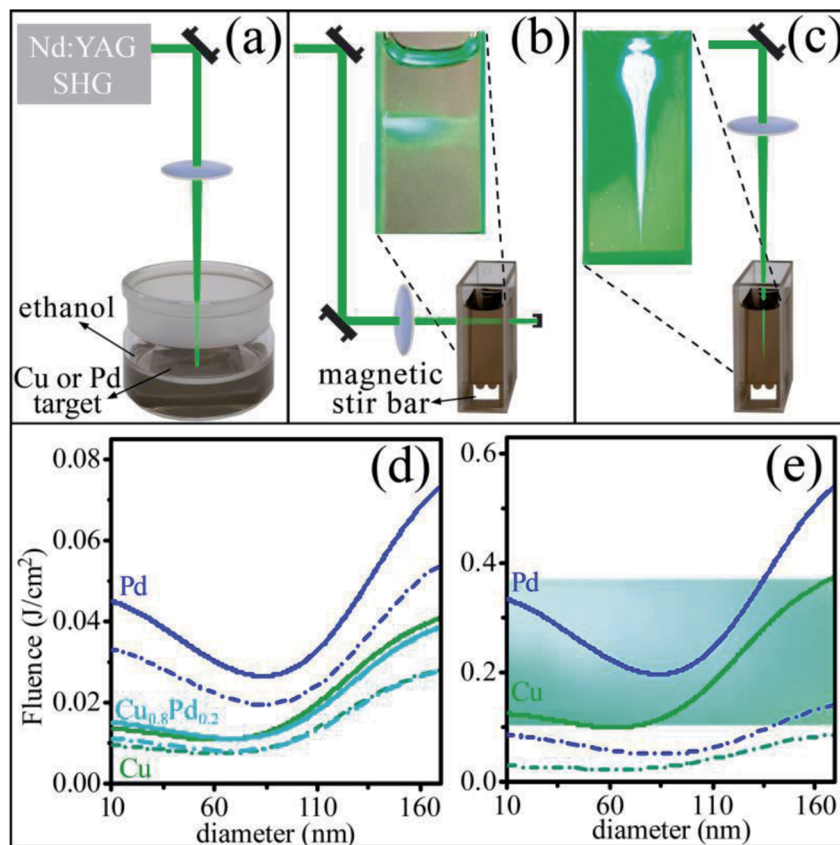 Nd:YAG
SHG
(a)
(b)
(c)
ethanol
Cu or Pd
target
magnetic
stir bar
(d)
(e)
0.08
0.06
0.04
0.02
0.00
Fluence (J/cm²)
Pd
Cu₀.₈Pd₀.₂
Cu
10 60 110 160
diameter (nm)
0.6
0.4
0.2
0.0
Pd
Cu
10 60 110 160
diameter (nm)